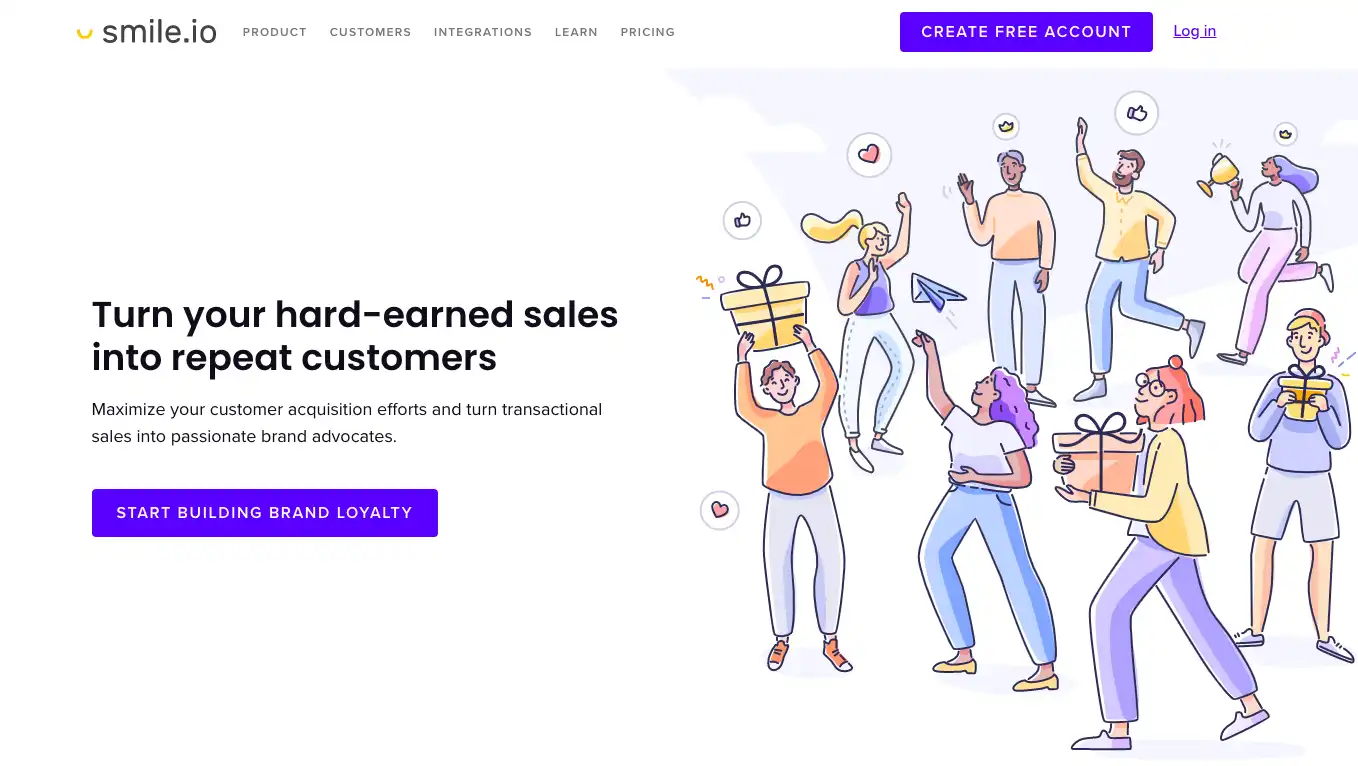 smile.io
PRODUCT CUSTOMERS INTEGRATIONS LEARN PRICING
CREATE FREE ACCOUNT
Log in
Turn your hard-earned sales
into repeat customers
Maximize your customer acquisition efforts and turn transactional
sales into passionate brand advocates.
START BUILDING BRAND LOYALTY